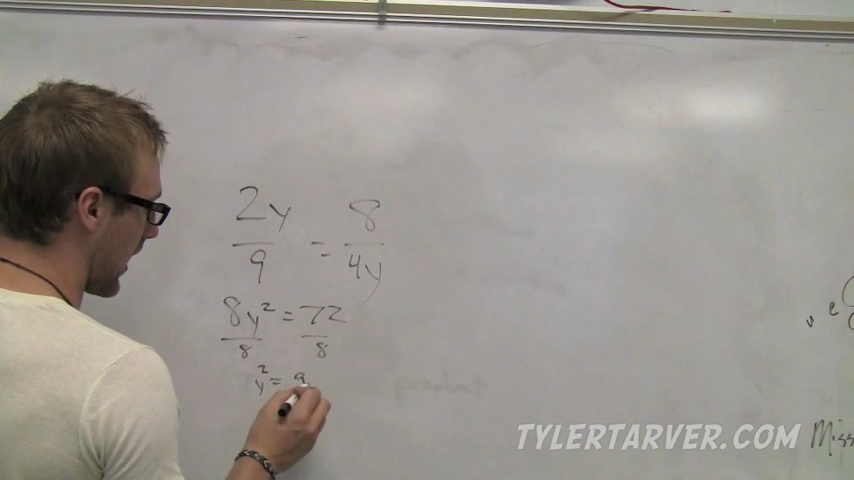 2y/9 = 8/4y
8y² = 72
8 8
y² = 9
TYLERTARVER.COM